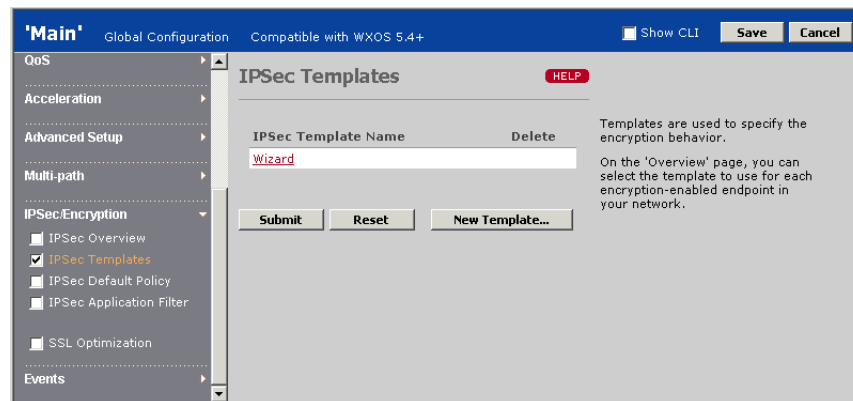 'Main' Global Configuration Compatible with WXOS 5.4+ Show CLI Save Cancel
QoS
Acceleration
Advanced Setup
Multi-path
IPSec/Encryption
IPSec Overview
IPSec Templates
IPSec Default Policy
IPSec Application Filter
SSL Optimization
Events
IPSec Templates HELP
IPSec Template Name Delete
Wizard
Submit Reset New Template...
Templates are used to specify the
encryption behavior.
On the 'Overview' page, you can
select the template to use for each
encryption-enabled endpoint in
your network.